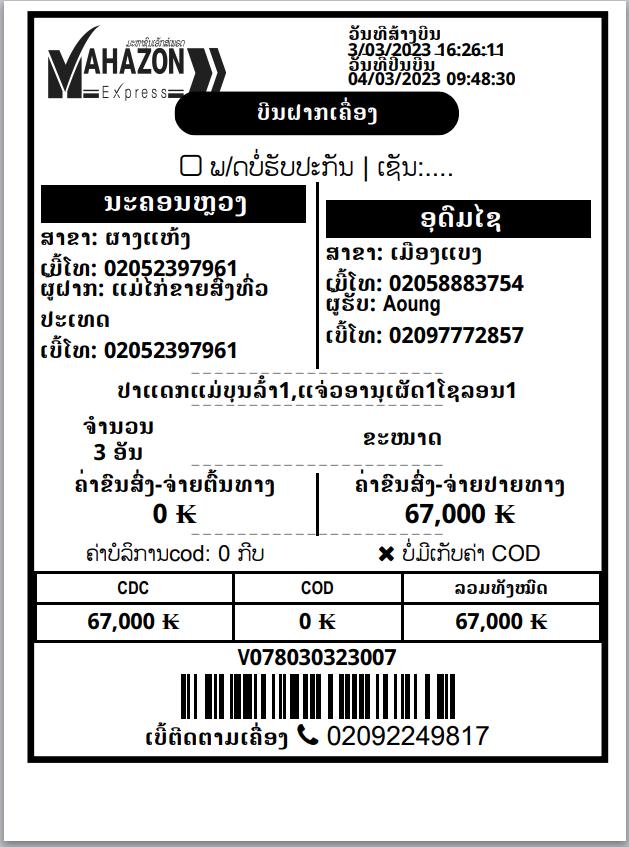 ມະຫາຊົນເອັກສ໌ເພຣດ
MAHAZON
EXpress
ວັນທີສ້າງບິນ
3/03/2023 16:26:11
ວັນທີປິ່ນບິນ
04/03/2023 09:48:30
ບິນຝາກເຄື່ອງ
ພ/ດບໍ່ຮັບປະກັນ | ເຊັນ:....
ນະຄອນຫຼວງ
ສາຂາ: ຜາງແຫ້ງ
ເບີ້ໂທ: 02052397961
ຜູ້ຝາກ: ແມ່ໄກ່ຂາຍສົ່ງທົ່ວ
ປະເທດ
ເບີ້ໂທ: 02052397961
ອຸດົມໄຊ
ສາຂາ: ເມືອງແບງ
ເບີ້ໂທ: 02058883754
ຜູ້ຮັບ: Aoung
ເບີ້ໂທ: 02097772857
ປາແດກແມ່ບຸນລ້ຳ1,ແຈ່ວອານຸເຜັດ1ໂຊລອນ1
ຈຳນວນ
3 ອັນ
ຂະໜາດ
ຄ່າຂົນສົ່ງ-ຈ່າຍຕົ້ນທາງ
0 ₭
ຄ່າຂົນສົ່ງ-ຈ່າຍປາຍທາງ
67,000 ₭
ຄ່າບໍລິການcod: 0 ກີບ
✖ ບໍ່ມີເກັບຄ່າ COD
CDC COD ລວມທັງໝົດ
67,000 ₭ 0 ₭ 67,000 ₭
V078030323007
ເບີ້ຕິດຕາມເຄື່ອງ 02092249817